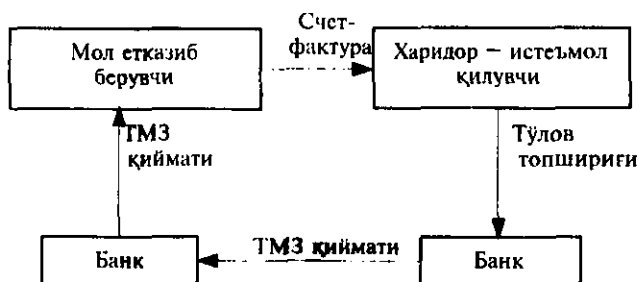 Счет-
фактура
Мол етказиб
берувчи
Харидор – истеъмол
қилувчи
ТМЗ
қиймати
Тўлов
топшириғи
Банк
ТМЗ қиймати
Банк